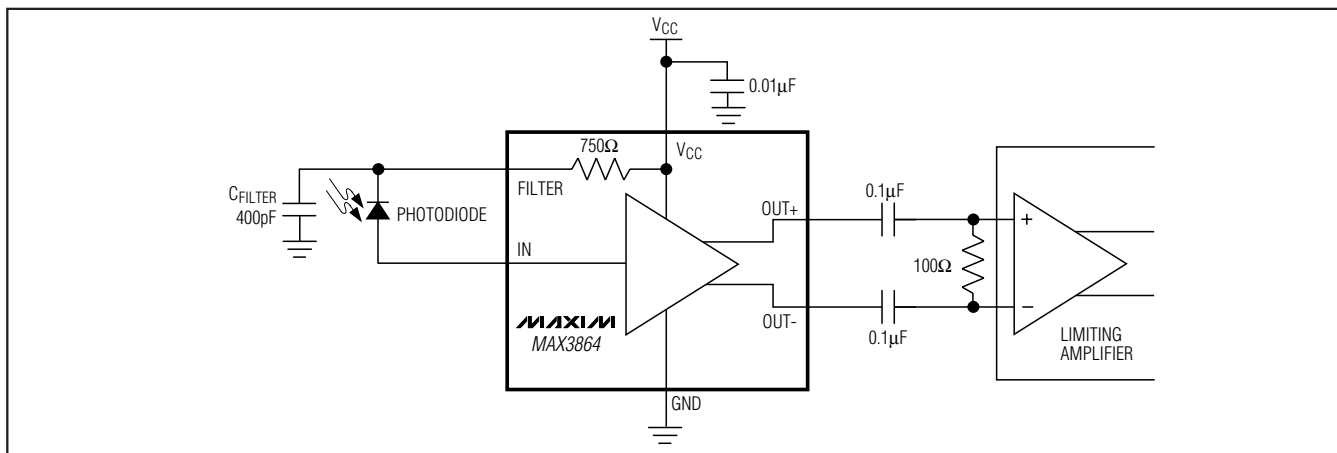 VCC
0.01µF
750Ω
VCC
FILTER
CFILTER
400pF
PHOTODIODE
IN
OUT+
OUT-
0.1µF
0.1µF
100Ω
+
−
LIMITING
AMPLIFIER
MAXIM
MAX3864
GND